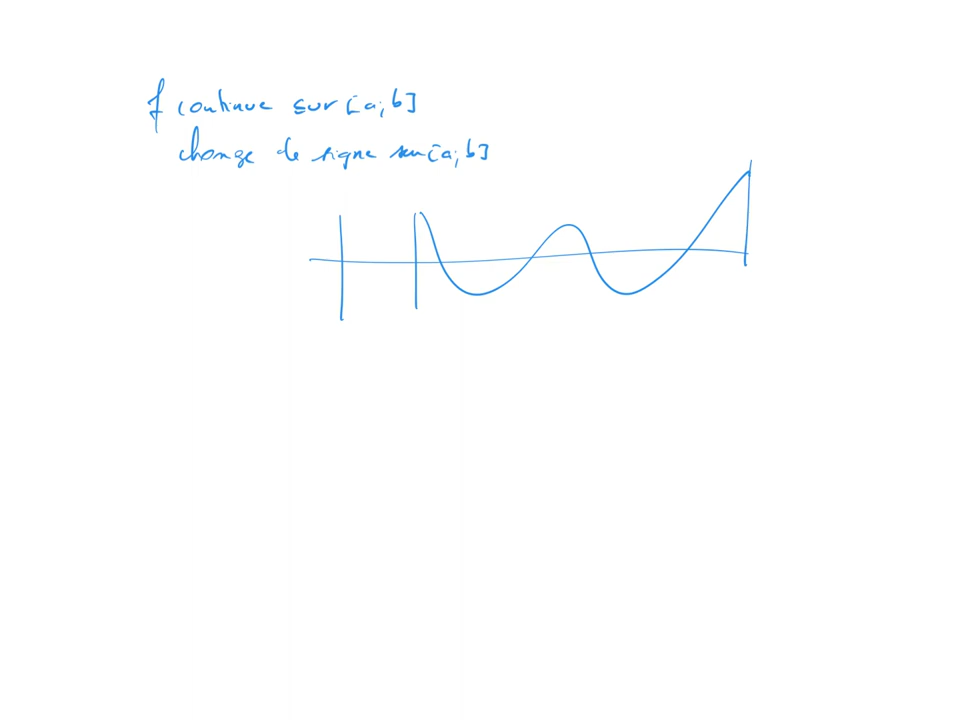 f continue sur [a;b]
change de signe sur [a;b]